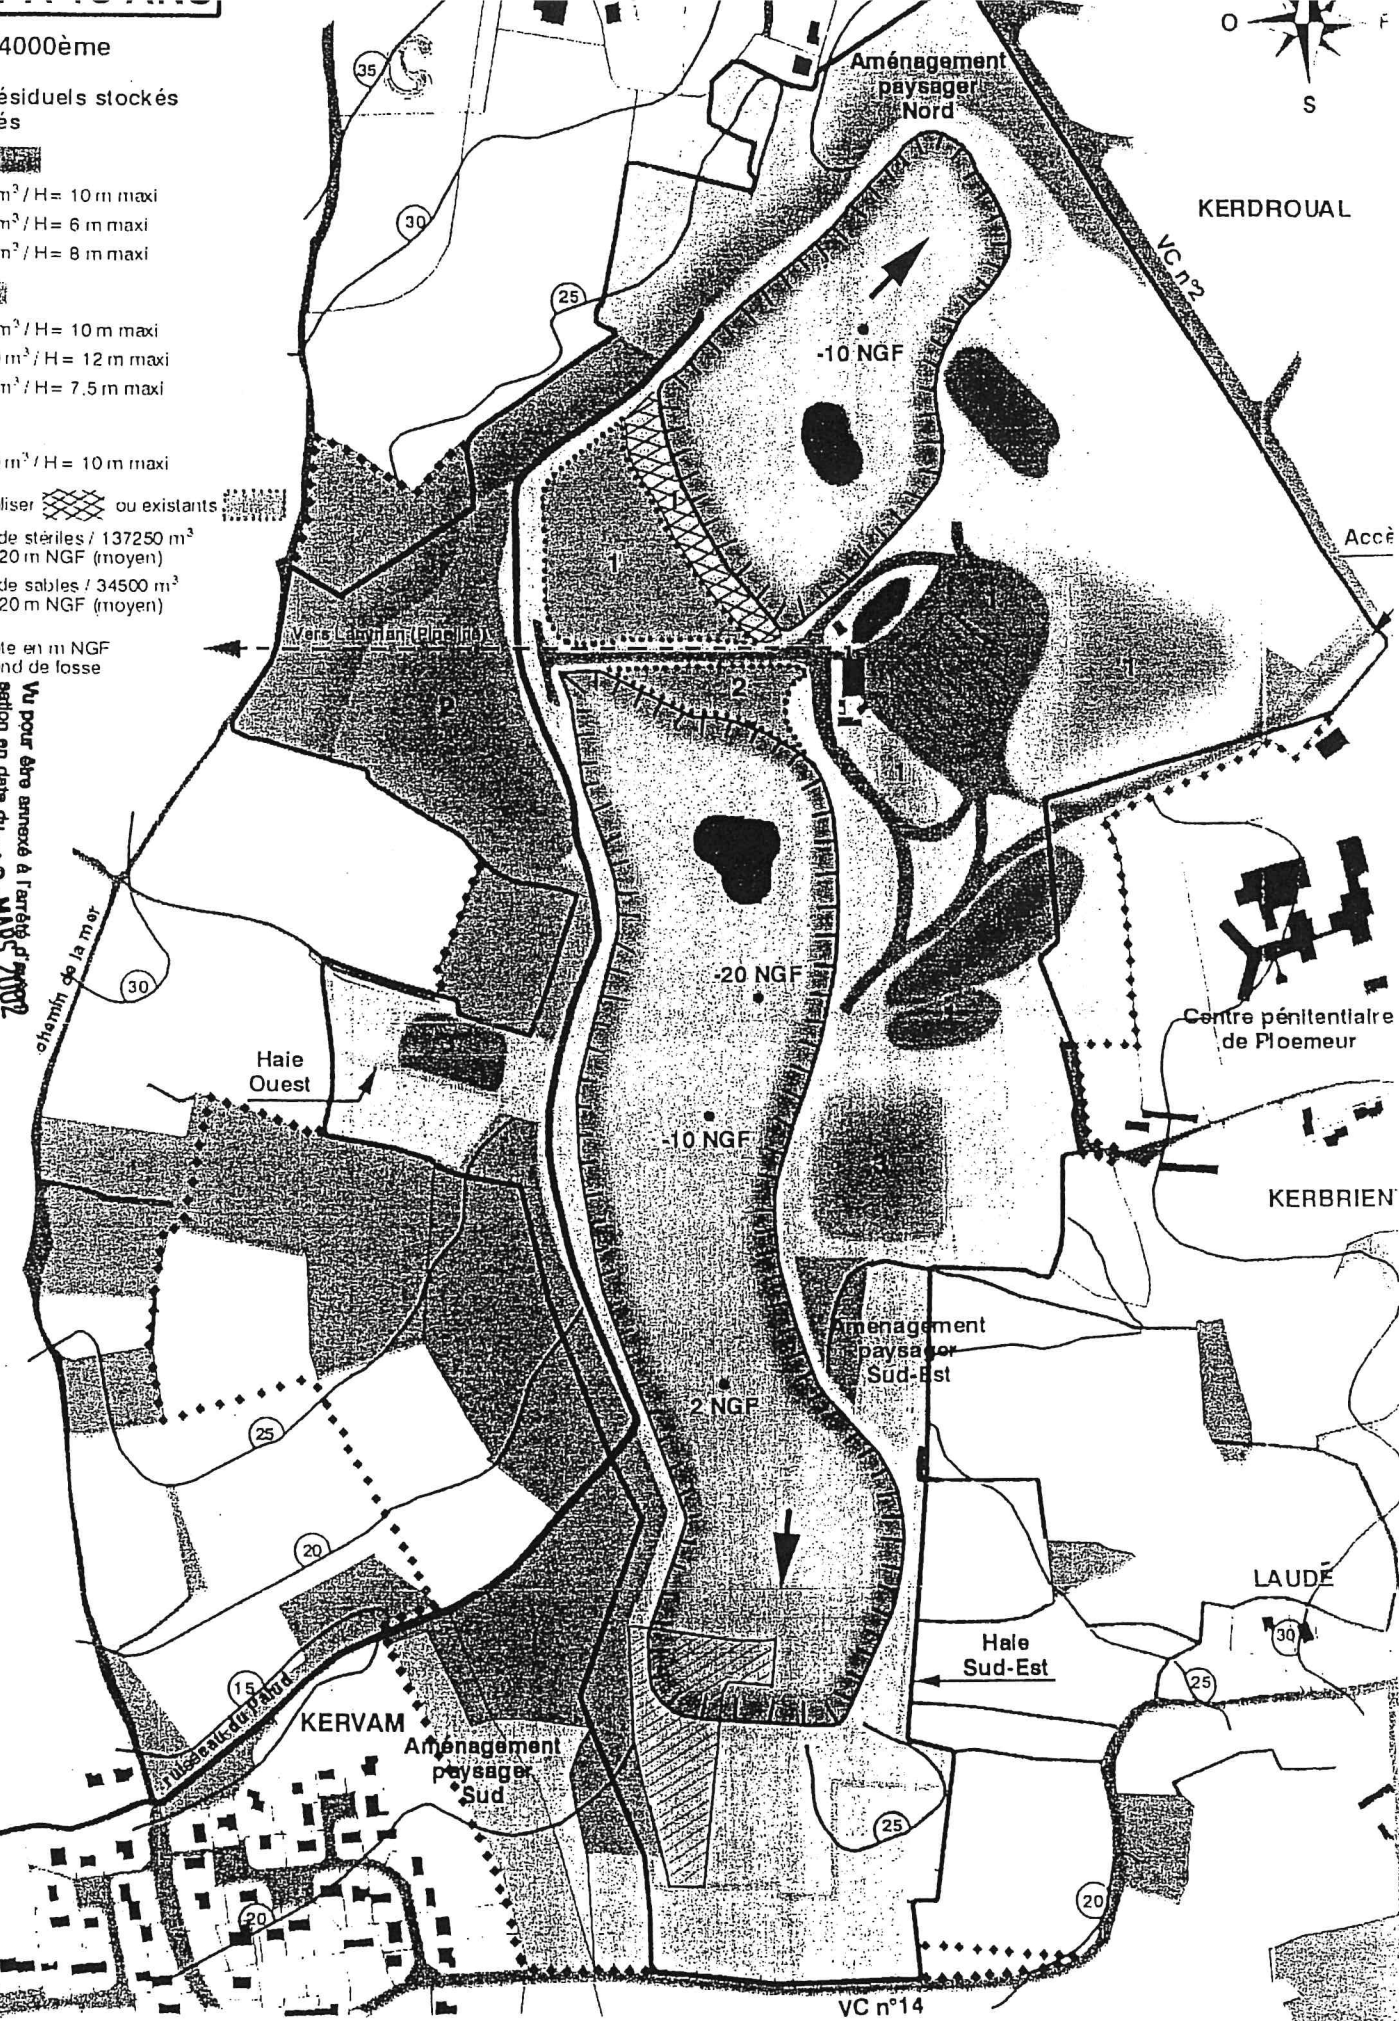 4000ème
ésiduels stockés
és
m³ / H = 10 m maxi
m³ / H = 6 m maxi
m³ / H = 8 m maxi
m³ / H = 10 m maxi
m³ / H = 12 m maxi
m³ / H = 7,5 m maxi
m³ / H = 10 m maxi
liser ou existants
de stériles / 137250 m³
20 m NGF (moyen)
de sables / 34500 m³
20 m NGF (moyen)
te en m NGF
nd de fosse
Vu pour être annexé à l'arrêté
MARS 2002
O
S
Aménagement
paysager
Nord
KERDROUAL
VC n°2
35
30
25
-10 NGF
Accè
1
1
1
1
1
2
Vers Lanvrian (Pipeline)
chemin de la mer
30
-20 NGF
Centre pénitentiaire
de Ploemeur
Haie
Ouest
-10 NGF
KERBRIEN
Aménagement
paysager
Sud-Est
2 NGF
25
20
LAUDÉ
30
Haie
Sud-Est
25
15
ruisseau du Palud
KERVAM
Aménagement
paysager
Sud
25
20
20
VC n°14